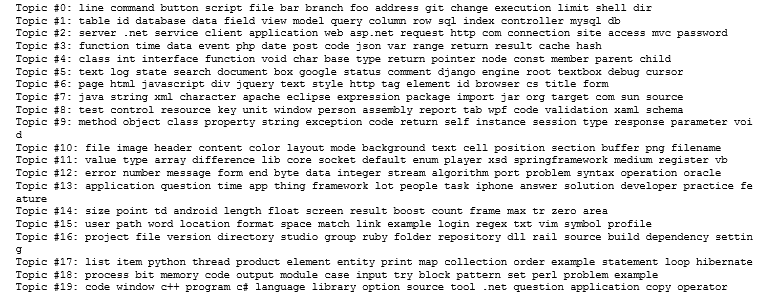 Topic #0: line command button script file bar branch foo address git change execution limit shell dir
Topic #1: table id database data field view model query column row sql index controller mysql db
Topic #2: server .net service client application web asp.net request http com connection site access mvc password
Topic #3: function time data event php date post code json var range return result cache hash
Topic #4: class int interface function void char base type return pointer node const member parent child
Topic #5: text log state search document box google status comment django engine root textbox debug cursor
Topic #6: page html javascript div jquery text style http tag element id browser cs title form
Topic #7: java string xml character apache eclipse expression package import jar org target com sun source
Topic #8: test control resource key unit window person assembly report tab wpf code validation xaml schema
Topic #9: method object class property string exception code return self instance session type response parameter voi
d
Topic #10: file image header content color layout mode background text cell position section buffer png filename
Topic #11: value type array difference lib core socket default enum player xsd springframework medium register vb
Topic #12: error number message form end byte data integer stream algorithm port problem syntax operation oracle
Topic #13: application question time app thing framework lot people task iphone answer solution developer practice fe
ature
Topic #14: size point td android length float screen result boost count frame max tr zero area
Topic #15: user path word location format space match link example login regex txt vim symbol profile
Topic #16: project file version directory studio group ruby folder repository dll rail source build dependency settin
g
Topic #17: list item python thread product element entity print map collection order example statement loop hibernate
Topic #18: process bit memory code output module case input try block pattern set perl problem example
Topic #19: code window c++ program c# language library option source tool .net question application copy operator